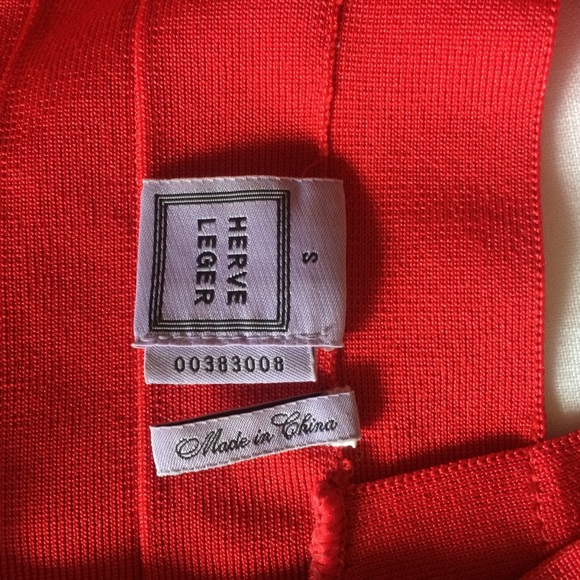 HERVE
LEGER
S
00383008
Made in China